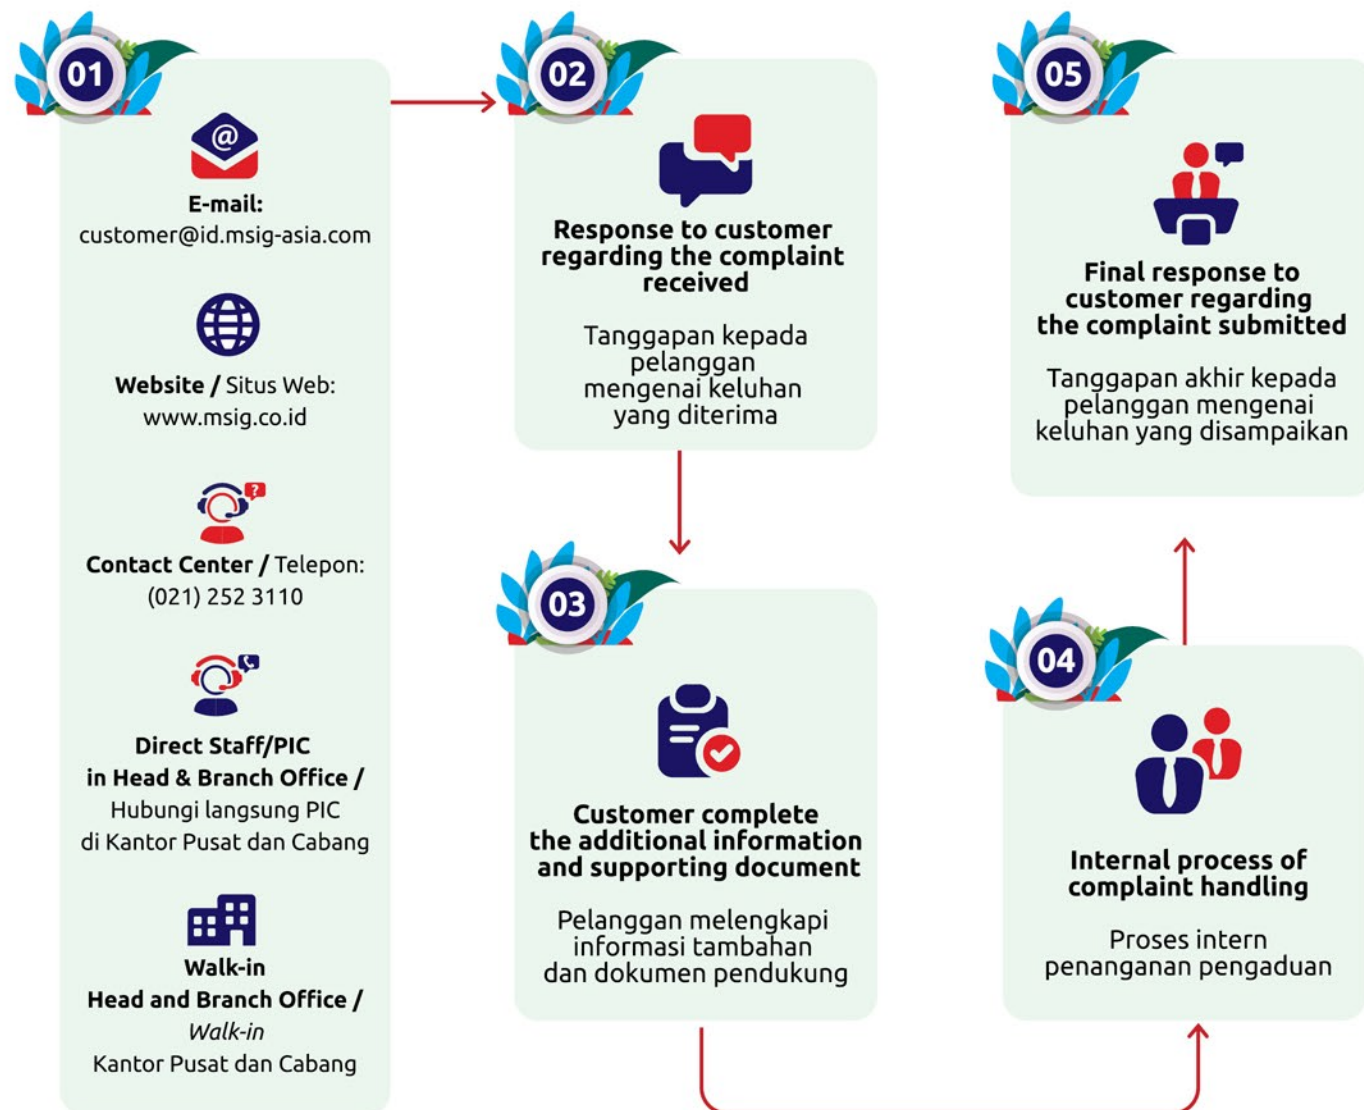 01
@
E-mail:
customer@id.msig-asia.com
Website / Situs Web:
www.msig.co.id
?
Contact Center / Telepon:
(021) 252 3110
Direct Staff/PIC
in Head & Branch Office /
Hubungi langsung PIC
di Kantor Pusat dan Cabang
Walk-in
Head and Branch Office /
Walk-in
Kantor Pusat dan Cabang
02
Response to customer
regarding the complaint
received
Tanggapan kepada
pelanggan
mengenai keluhan
yang diterima
03
Customer complete
the additional information
and supporting document
Pelanggan melengkapi
informasi tambahan
dan dokumen pendukung
04
Internal process of
complaint handling
Proses intern
penanganan pengaduan
05
Final response to
customer regarding
the complaint submitted
Tanggapan akhir kepada
pelanggan mengenai
keluhan yang disampaikan